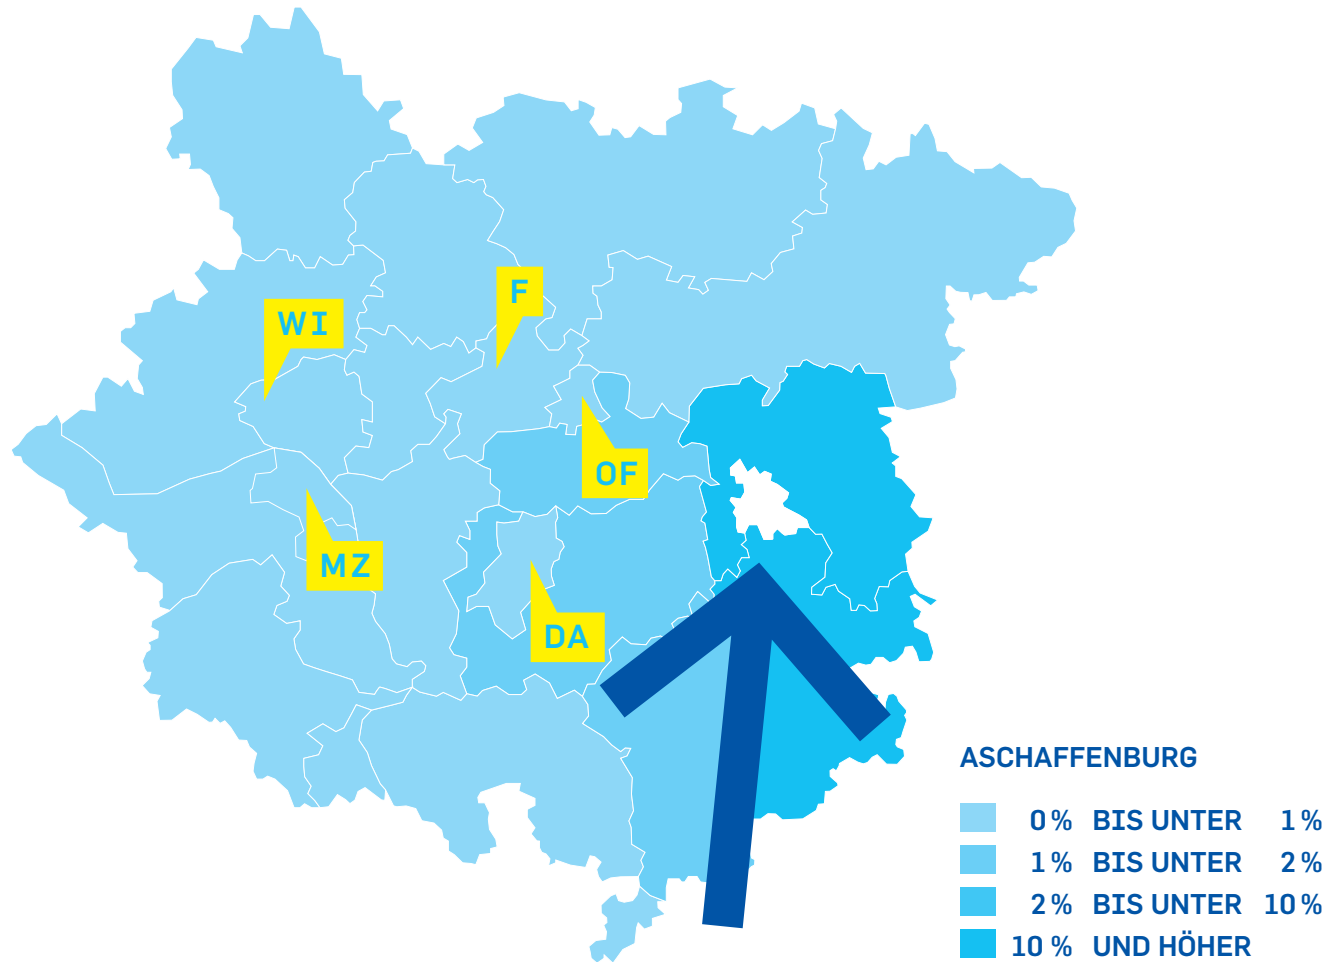 F
WI
OF
MZ
DA
ASCHAFFENBURG
0 % BIS UNTER 1 %
1 % BIS UNTER 2 %
2 % BIS UNTER 10 %
10 % UND HÖHER